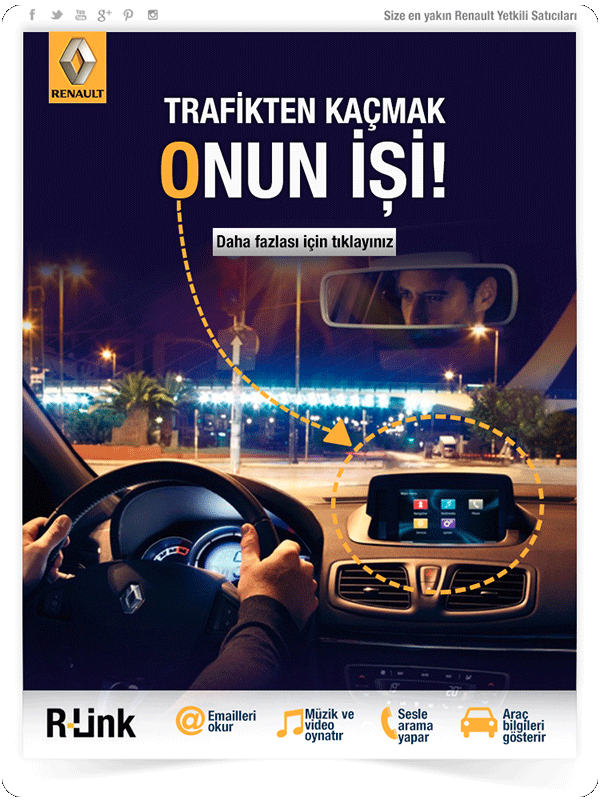 Size en yakın Renault Yetkili Satıcıları
RENAULT
TRAFİKTEN KAÇMAK
ONUN İŞİ!
Daha fazlası için tıklayınız
R-Link
Emailleri
okur
Müzik ve
video
oynatır
Sesle
arama
yapar
Araç
bilgileri
gösterir